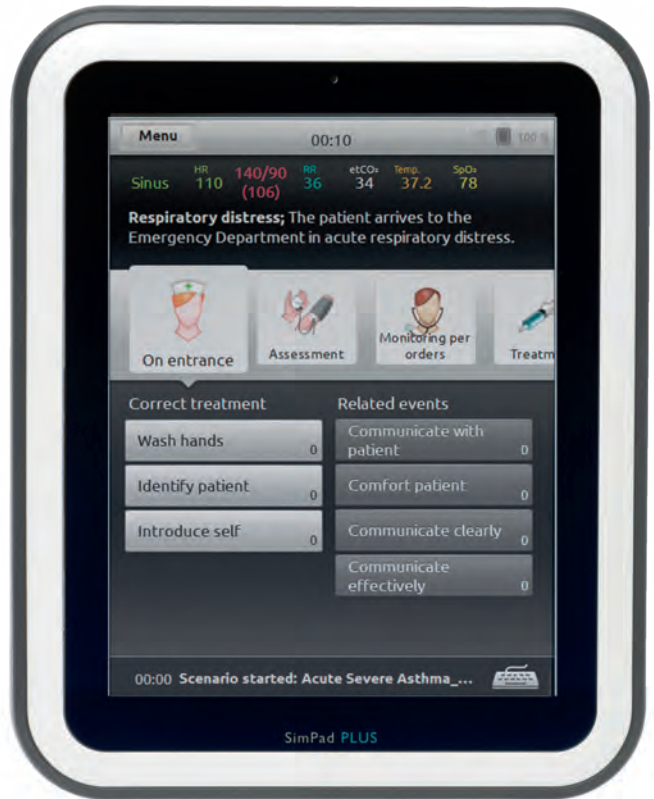 Menu 00:10 100
Sinus HR 110 140/90 (106) RR 36 etCO₂ 34 Temp. 37.2 SpO₂ 78
Respiratory distress; The patient arrives to the
Emergency Department in acute respiratory distress.
On entrance
Assessment
Monitoring per
orders
Treatm
Correct treatment
Wash hands 0
Identify patient 0
Introduce self 0
Related events
Communicate with
patient 0
Comfort patient 0
Communicate clearly 0
Communicate
effectively 0
00:00 Scenario started: Acute Severe Asthma_...
SimPad PLUS